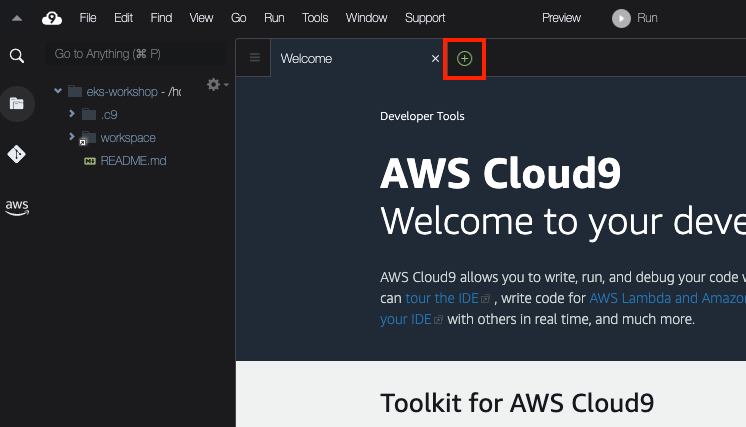 9 File Edit Find View Go Run Tools Window Support Preview Run
Go to Anything (⌘ P)
Welcome
eks-workshop - /ho
.c9
workspace
README.md
aws
Developer Tools
AWS Cloud9
Welcome to your deve
AWS Cloud9 allows you to write, run, and debug your code w
can tour the IDE , write code for AWS Lambda and Amazon
your IDE with others in real time, and much more.
Toolkit for AWS Cloud9